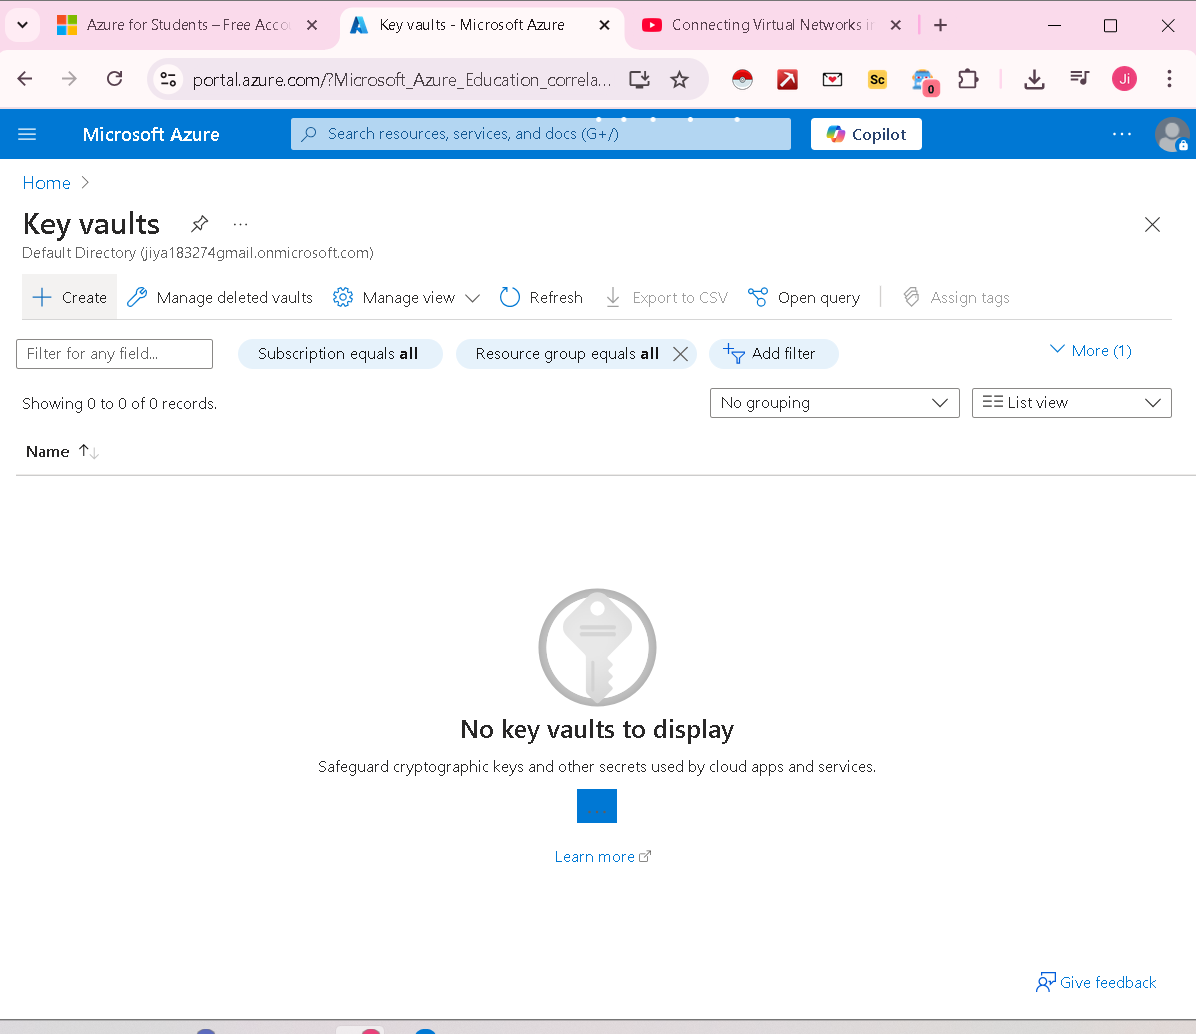 Azure for Students – Free Acco
Key vaults - Microsoft Azure
Connecting Virtual Networks i
portal.azure.com/?Microsoft_Azure_Education_correla...
Sc
0
Ji
Microsoft Azure
Search resources, services, and docs (G+/)
Copilot
...
Home >
Key vaults
...
Default Directory (jiya183274gmail.onmicrosoft.com)
Create
Manage deleted vaults
Manage view
Refresh
Export to CSV
Open query
Assign tags
Filter for any field...
Subscription equals all
Resource group equals all
Add filter
More (1)
Showing 0 to 0 of 0 records.
No grouping
List view
Name
No key vaults to display
Safeguard cryptographic keys and other secrets used by cloud apps and services.
Learn more
Give feedback